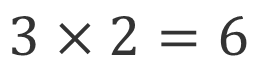 3 × 2 = 6